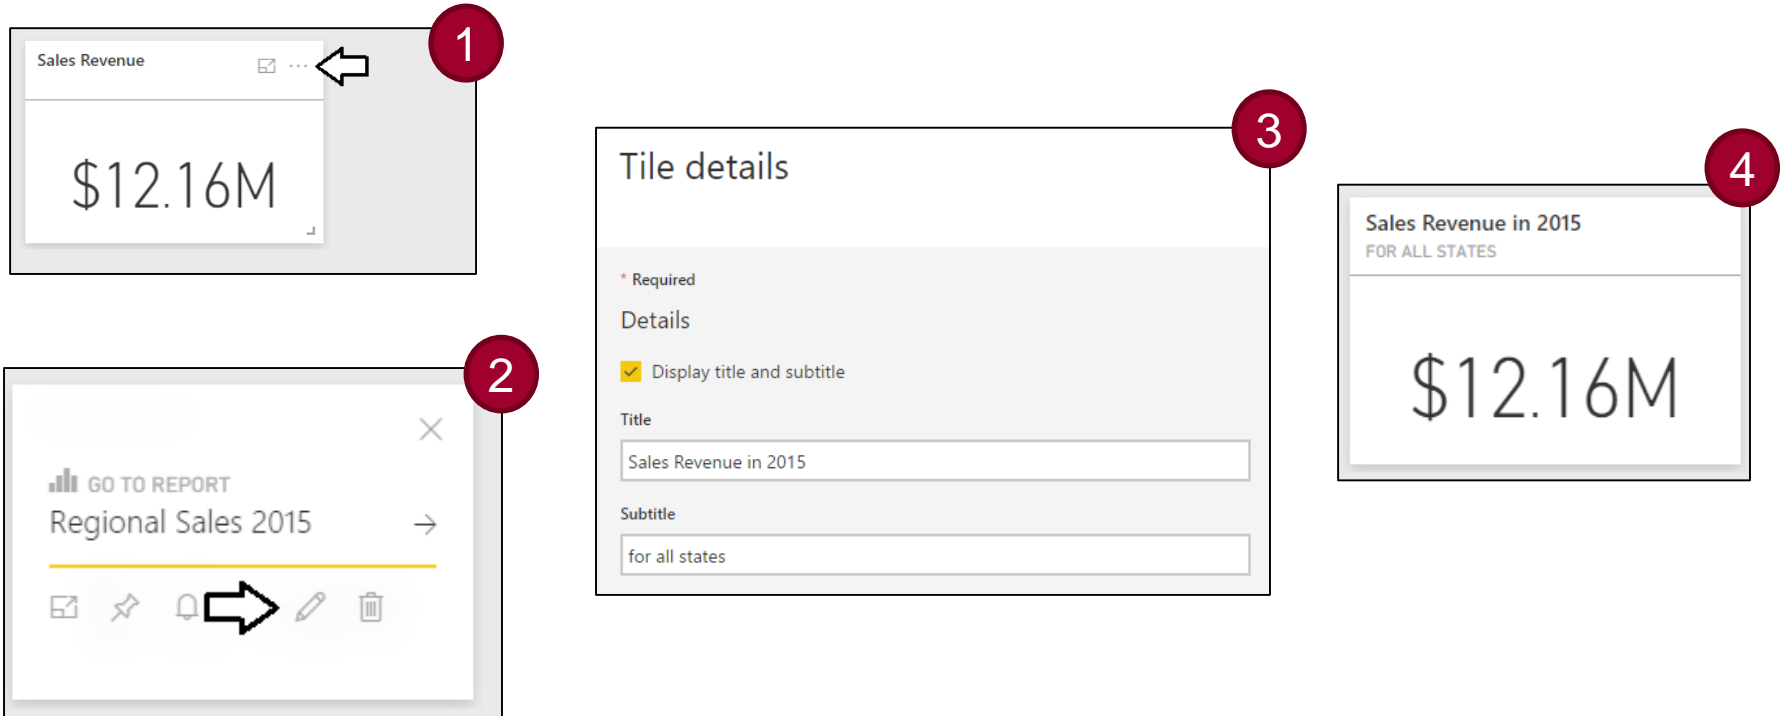 1
Sales Revenue
$12.16M
2
GO TO REPORT
Regional Sales 2015
3
Tile details
* Required
Details
Display title and subtitle
Title
Sales Revenue in 2015
Subtitle
for all states
4
Sales Revenue in 2015
FOR ALL STATES
$12.16M